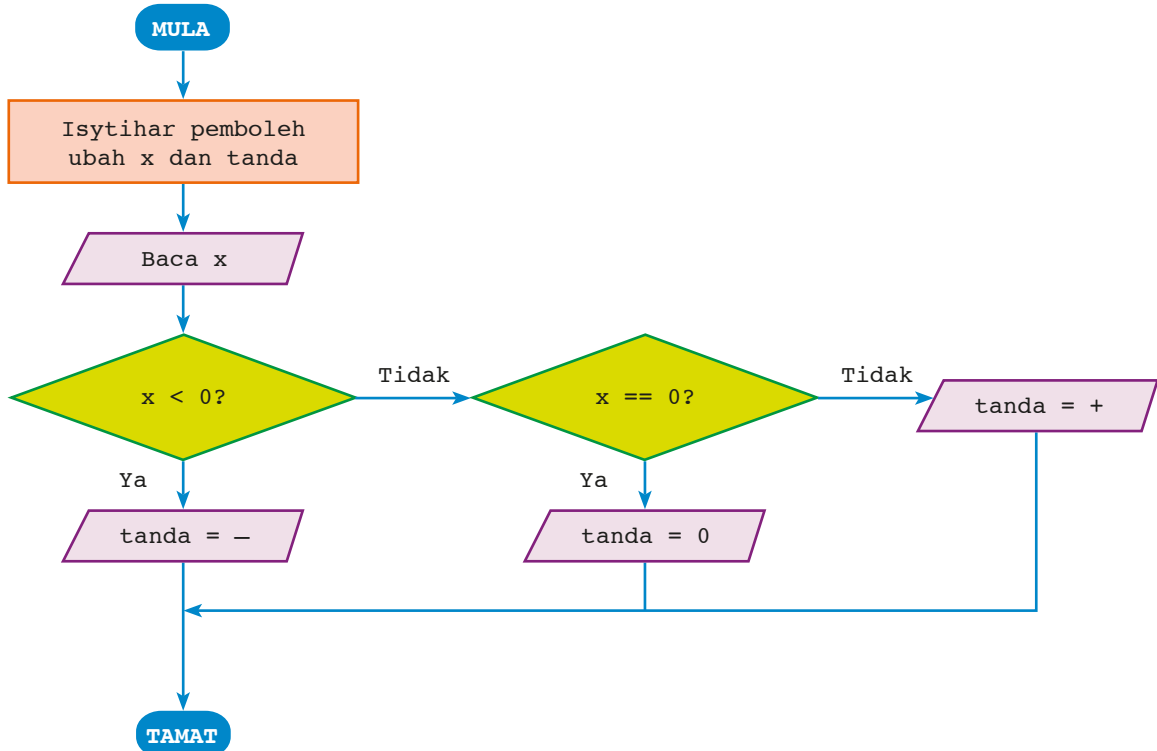 MULA
Isytihar pemboleh
ubah x dan tanda
Baca x
x < 0?
Tidak
x == 0?
Tidak
tanda = +
Ya
tanda = –
Ya
tanda = 0
TAMAT